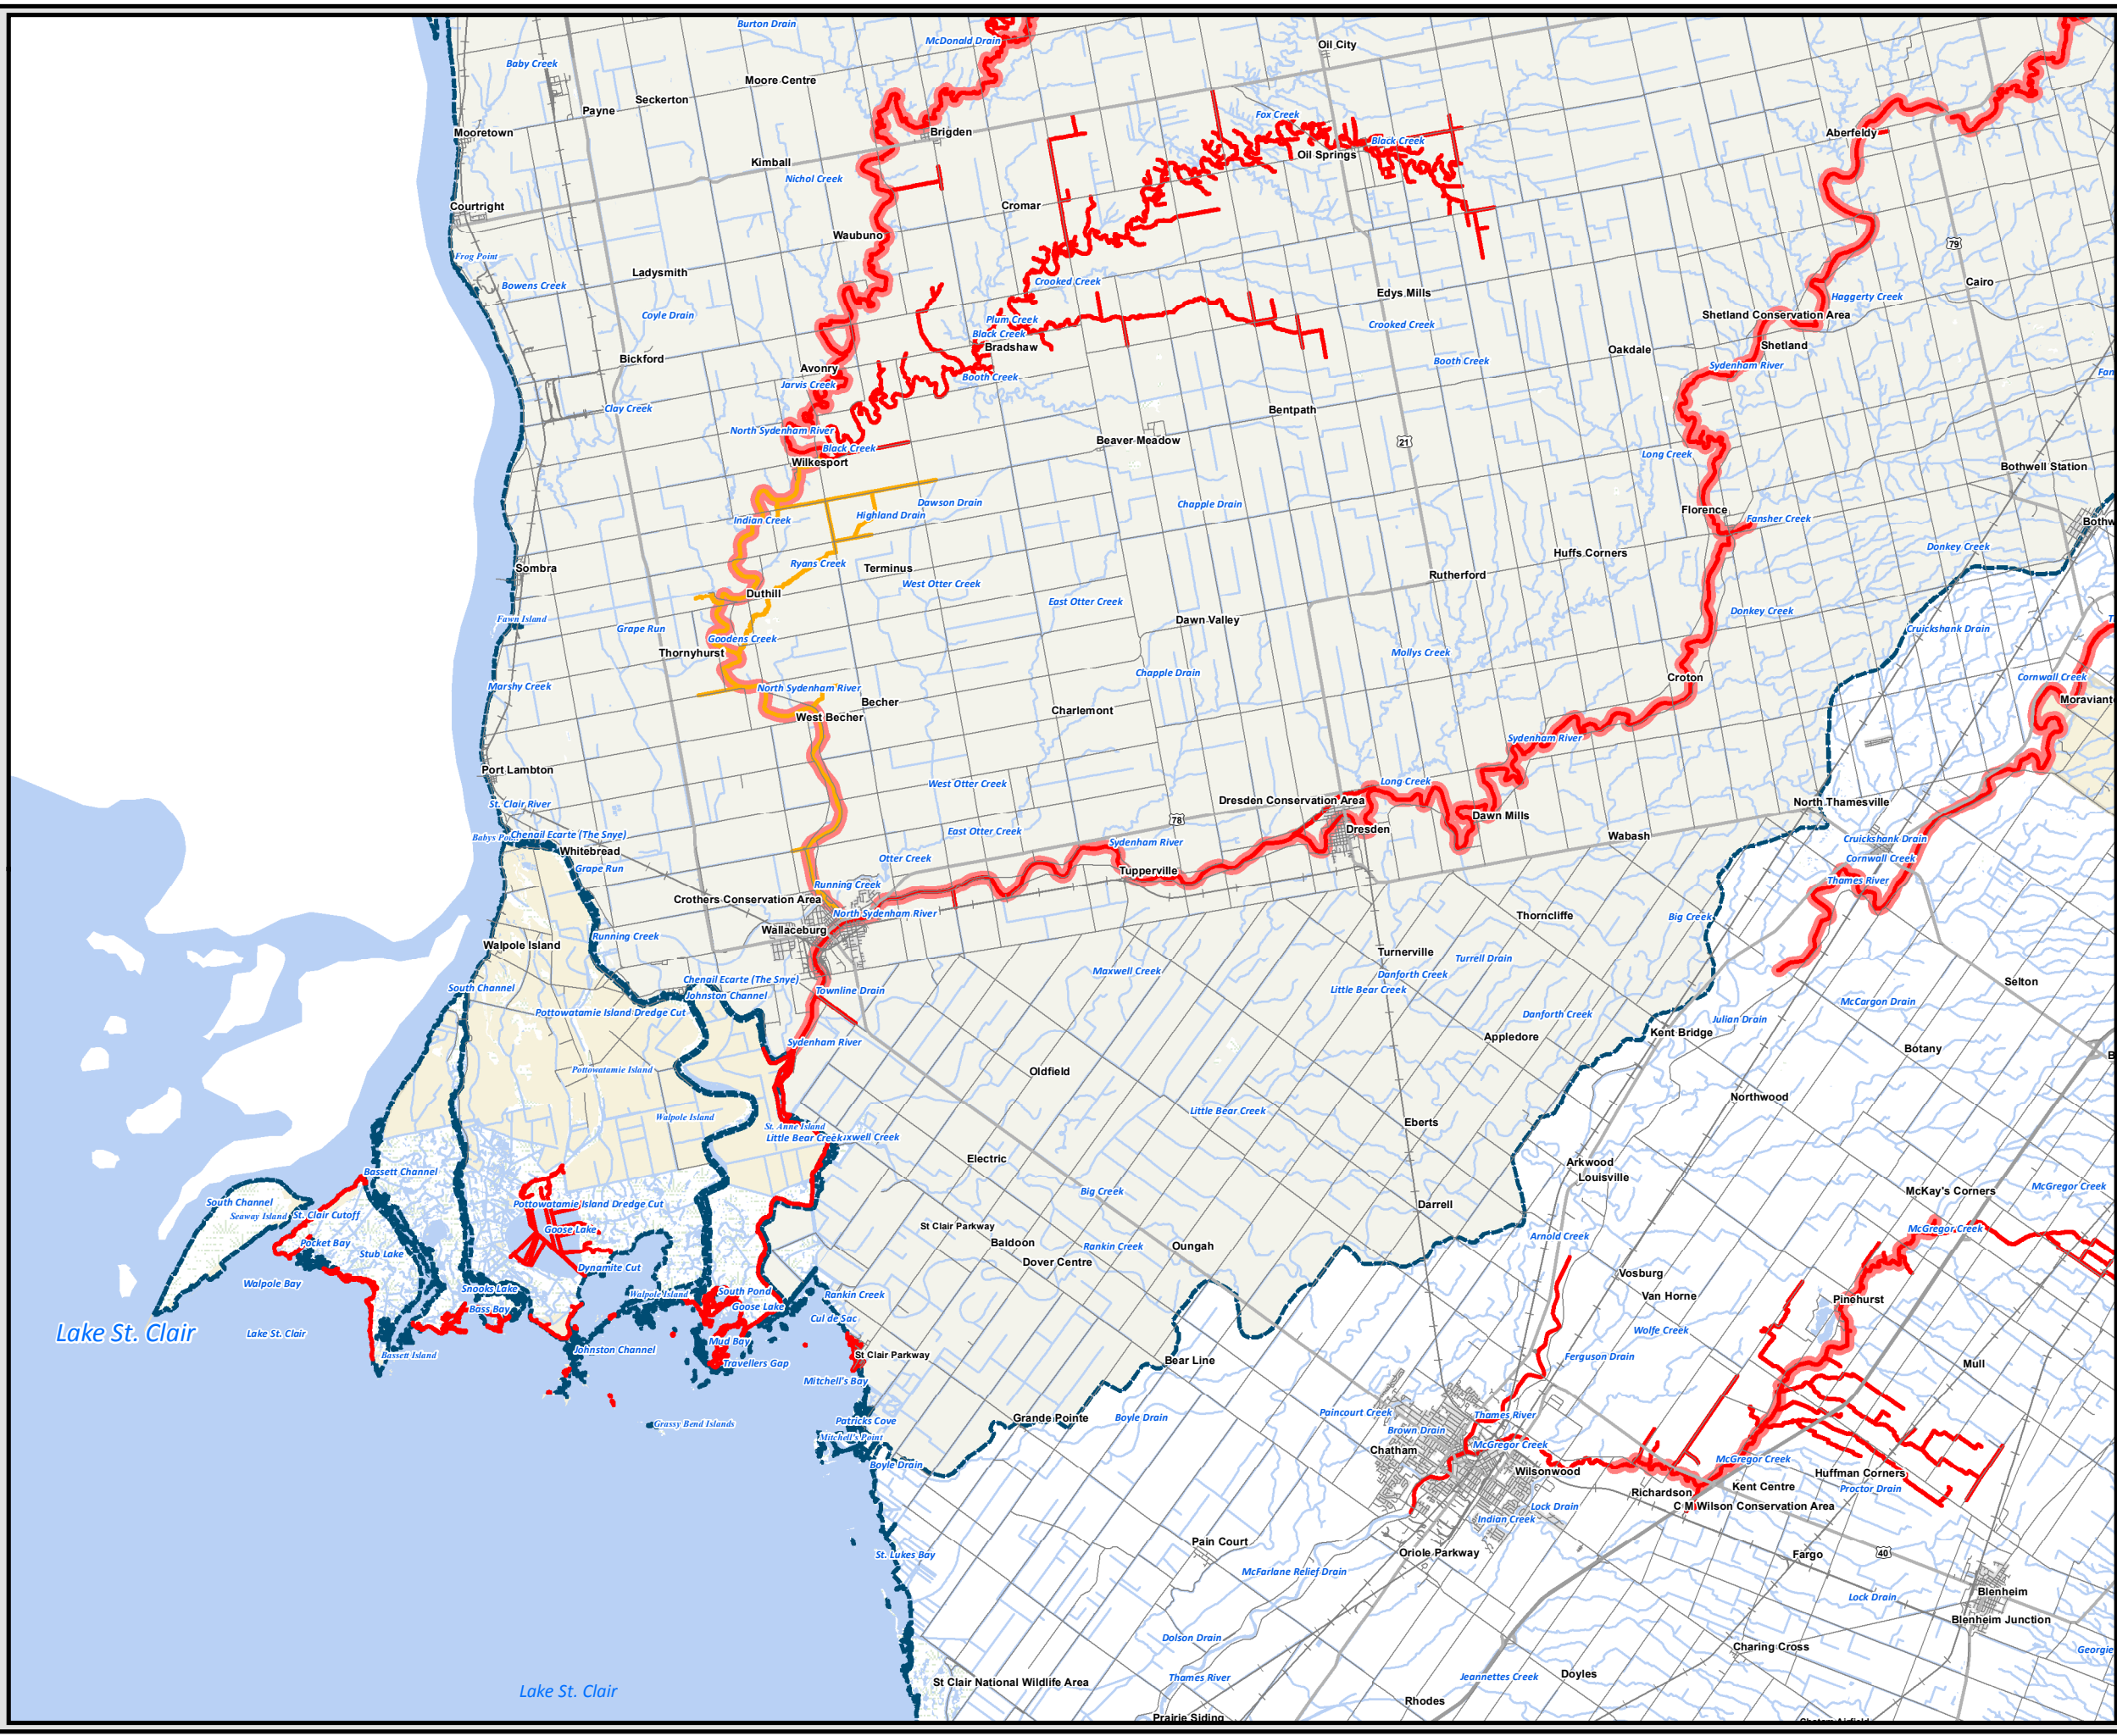 Burton Drain
McDonald Drain
Oil City
Baby Creek
Moore Centre
Seckerton
Payne
Mooretown
Brigden
Fox Creek
Black Creek
Oil Springs
Aberfeldy
Kimball
Nichol Creek
Courtright
Cromar
Waubuno
79
Frog Point
Ladysmith
Bowens Creek
Crooked Creek
Edys Mills
Cairo
Haggerty Creek
Coyle Drain
Plum Creek
Black Creek
Bradshaw
Crooked Creek
Shetland Conservation Area
Shetland
Oakdale
Bickford
Avonry
Jarvis Creek
Booth Creek
Booth Creek
Sydenham River
Fan
Clay Creek
Bentpath
North Sydenham River
Black Creek
Wilkesport
Beaver Meadow
21
Long Creek
Bothwell Station
Dawson Drain
Highland Drain
Indian Creek
Chapple Drain
Florence
Fansher Creek
Bothw
Ryans Creek
Terminus
Huffs Corners
Donkey Creek
Sombra
West Otter Creek
Rutherford
Duthill
East Otter Creek
Donkey Creek
Fawn Island
Grape Run
Goodens Creek
Dawn Valley
Cruickshank Drain
Thornyhurst
Mollys Creek
Marshy Creek
North Sydenham River
Chapple Drain
Croton
Cornwall Creek
Becher
West Becher
Charlemont
Moraviant
Sydenham River
Port Lambton
West Otter Creek
Long Creek
St. Clair River
Dresden Conservation Area
North Thamesville
78
Dawn Mills
Chenail Ecarte (The Snye)
East Otter Creek
Dresden
Wabash
Cruickshank Drain
Whitebread
Sydenham River
Otter Creek
Cornwall Creek
Grape Run
Tupperville
Thames River
Running Creek
Crothers Conservation Area
North Sydenham River
Thorncliffe
Big Creek
Wallaceburg
Running Creek
Walpole Island
Turnerville
Turrell Drain
Maxwell Creek
Danforth Creek
Chenail Ecarte (The Snye)
Johnston Channel
South Channel
Townline Drain
Little Bear Creek
Selton
McCargon Drain
Pottowatamie Island Dredge Cut
Danforth Creek
Julian Drain
Kent Bridge
Sydenham River
Appledore
Botany
Pottowatamie Island
Oldfield
Northwood
Walpole Island
Little Bear Creek
St. Anne Island
Eberts
Little Bear Creek
xwell Creek
Electric
Arkwood
Louisville
Bassett Channel
Big Creek
McKay's Corners
McGregor Creek
South Channel
Pottowatamie Island Dredge Cut
Darrell
Seaway Island
St. Clair Cutoff
Goose Lake
St Clair Parkway
McGregor Creek
Pocket Bay
Stub Lake
Baldoon
Rankin Creek
Oungah
Arnold Creek
Dynamite Cut
Dover Centre
Walpole Bay
Snooks Lake
Walpole Island
South Pond
Rankin Creek
Vosburg
Goose Lake
Van Horne
Pinehurst
Bass Bay
Cul de Sac
Lake St. Clair
Lake St. Clair
Wolfe Creek
Mud Bay
Johnston Channel
Bassett Island
Travellers Gap
St Clair Parkway
Bear Line
Ferguson Drain
Mull
Mitchell's Bay
Grassy Bend Islands
Patricks Cove
Grande Pointe
Boyle Drain
Paincourt Creek
Thames River
Mitchell's Point
Brown Drain
McGregor Creek
Chatham
Boyle Drain
Wilsonwood
McGregor Creek
Huffman Corners
Kent Centre
Proctor Drain
Richardson
C M Wilson Conservation Area
Lock Drain
Indian Creek
Pain Court
Oriole Parkway
St. Lukes Bay
Fargo
40
McFarlane Relief Drain
Blenheim
Lock Drain
Blenheim Junction
Dolson Drain
Charing Cross
Georgie
St Clair National Wildlife Area
Thames River
Jeannettes Creek
Doyles
Lake St. Clair
Rhodes
Prairie Siding